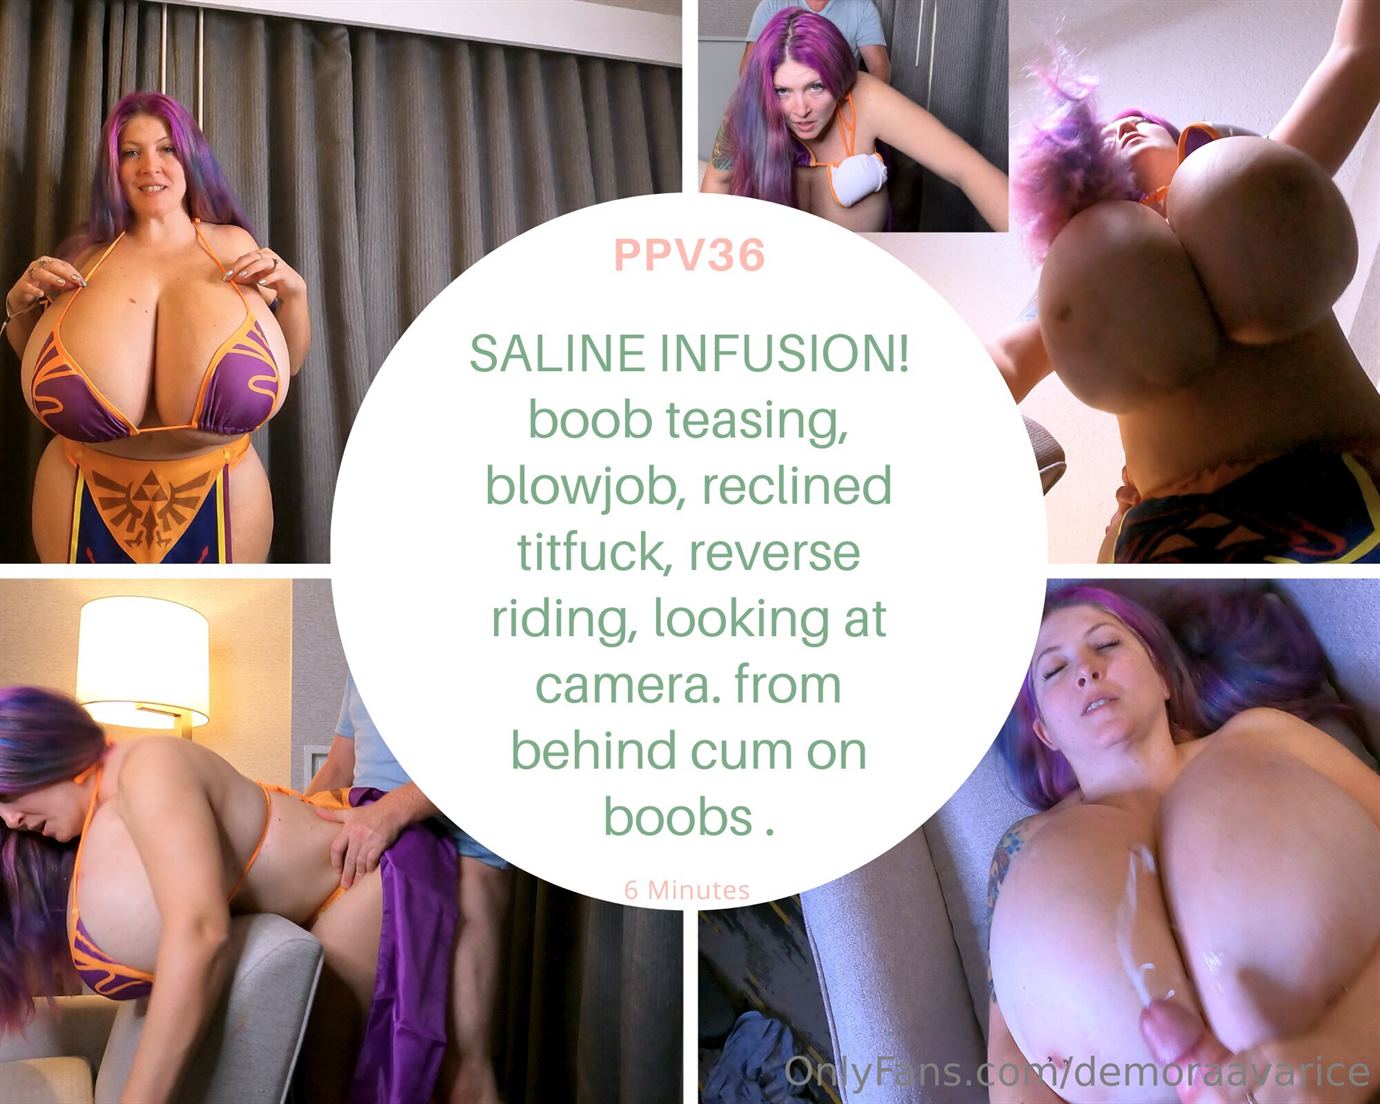 PPV36
SALINE INFUSION!
boob teasing,
blowjob, reclined
titfuck, reverse
riding, looking at
camera. from
behind cum on
boobs .
6 Minutes
OnlyFans.com/demoraavarice